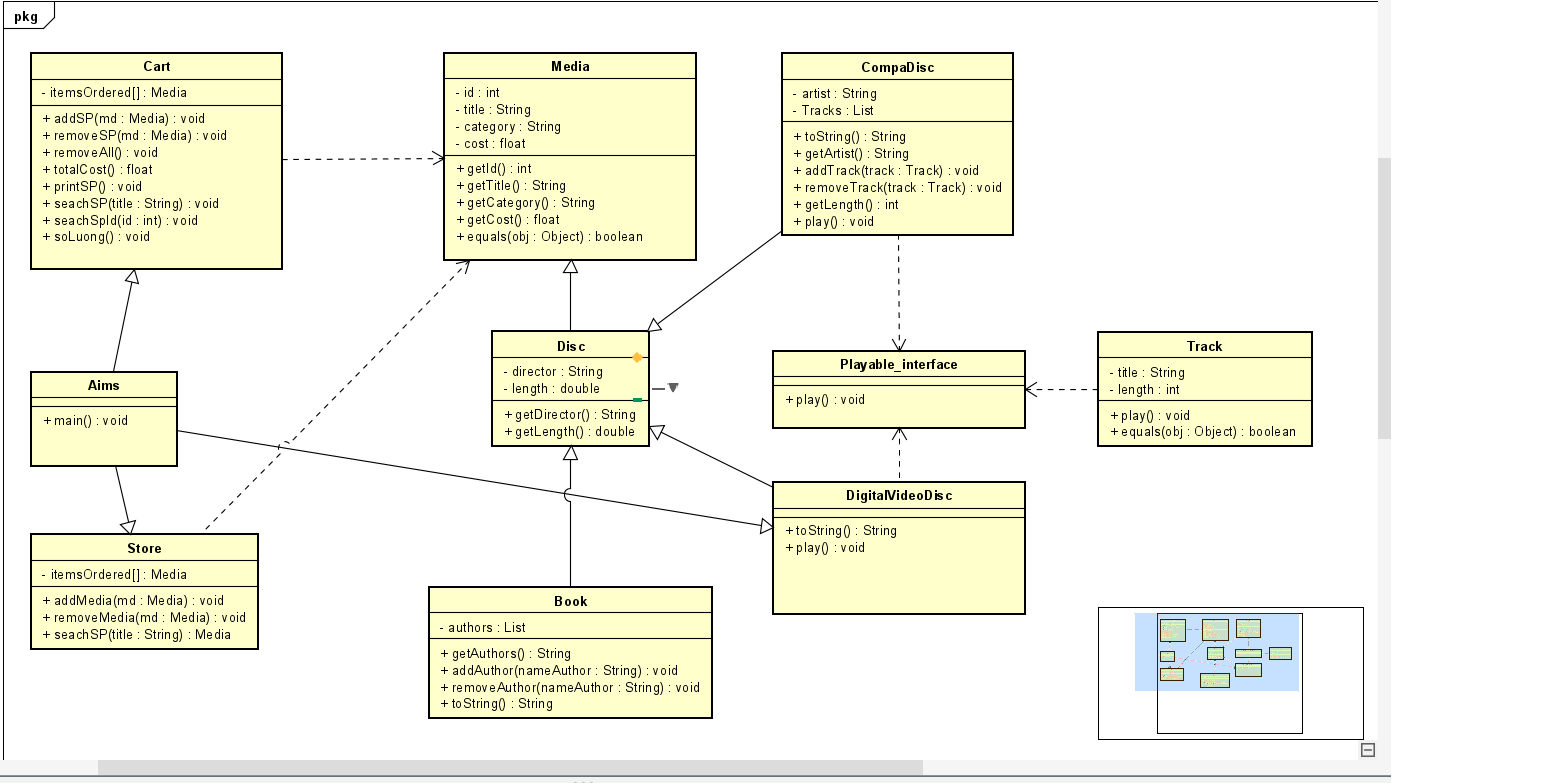 pkg
Cart
- itemsOrdered[] : Media
+ addSP(md : Media) : void
+ removeSP(md : Media) : void
+ removeAll() : void
+ totalCost() : float
+ printSP() : void
+ seachSP(title : String) : void
+ seachSpId(id : int) : void
+ soLuong() : void
Media
- id : int
- title : String
- category : String
- cost : float
+ getId() : int
+ getTitle() : String
+ getCategory() : String
+ getCost() : float
+ equals(obj : Object) : boolean
CompaDisc
- artist : String
- Tracks : List
+ toString() : String
+ getArtist() : String
+ addTrack(track : Track) : void
+ removeTrack(track : Track) : void
+ getLength() : int
+ play() : void
Aims
+ main() : void
Disc
- director : String
- length : double
+ getDirector() : String
+ getLength() : double
Playable_interface
+ play() : void
Track
- title : String
- length : int
+ play() : void
+ equals(obj : Object) : boolean
Store
- itemsOrdered[] : Media
+ addMedia(md : Media) : void
+ removeMedia(md : Media) : void
+ seachSP(title : String) : Media
Book
- authors : List
+ getAuthors() : String
+ addAuthor(nameAuthor : String) : void
+ removeAuthor(nameAuthor : String) : void
+ toString() : String
DigitalVideoDisc
+ toString() : String
+ play() : void